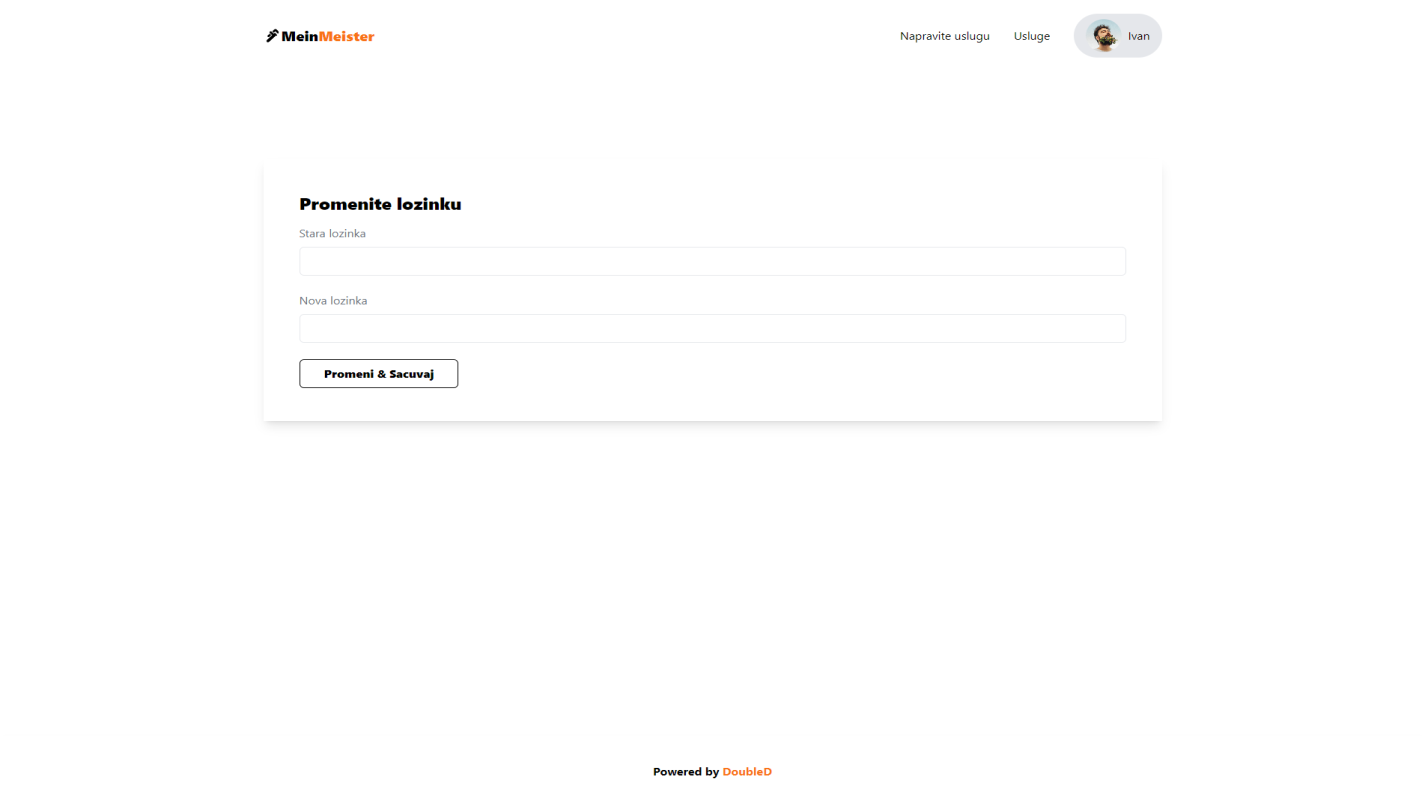 MeinMeister
Napravite uslugu
Usluge
Ivan
Promenite lozinku
Stara lozinka
Nova lozinka
Promeni & Sacuvaj
Powered by DoubleD